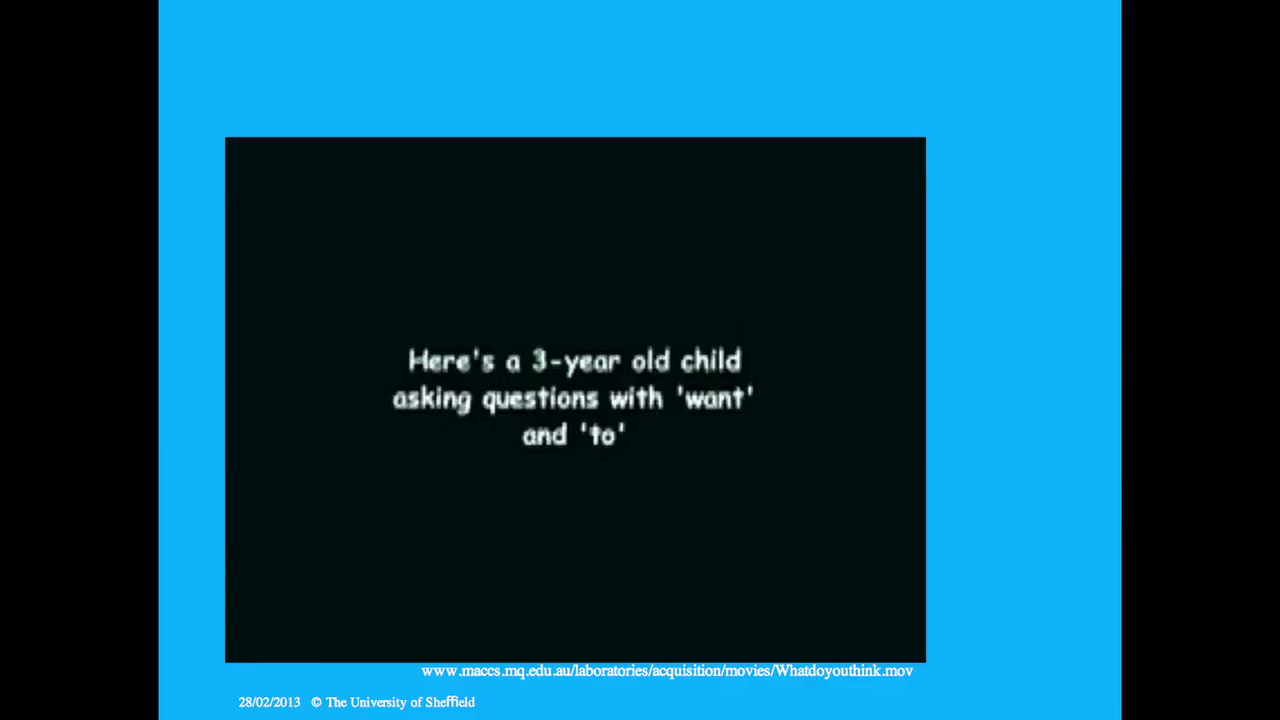 Here's a 3-year old child
asking questions with 'want'
and 'to'
www.maccs.mq.edu.au/laboratories/acquisition/movies/Whatdoyouthink.mov
28/02/2013 © The University of Sheffield